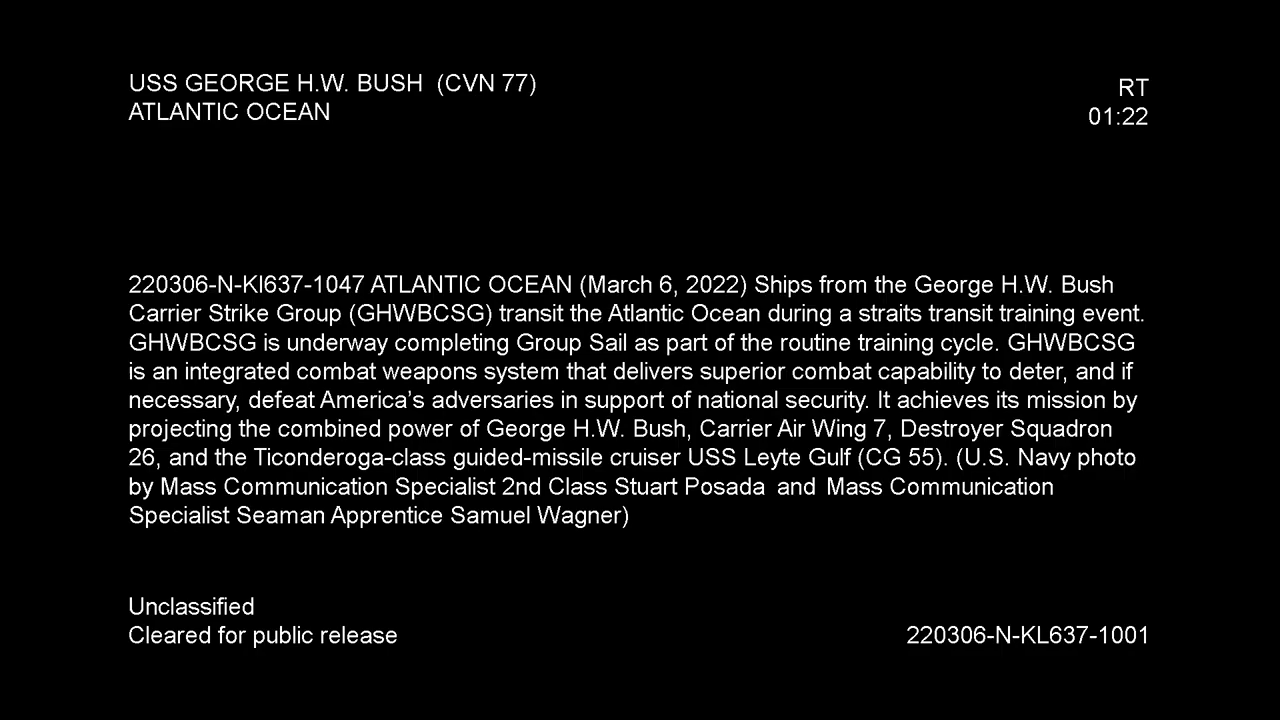 USS GEORGE H.W. BUSH (CVN 77)
ATLANTIC OCEAN
RT
01:22
220306-N-KI637-1047 ATLANTIC OCEAN (March 6, 2022) Ships from the George H.W. Bush
Carrier Strike Group (GHWBCSG) transit the Atlantic Ocean during a straits transit training event.
GHWBCSG is underway completing Group Sail as part of the routine training cycle. GHWBCSG
is an integrated combat weapons system that delivers superior combat capability to deter, and if
necessary, defeat America’s adversaries in support of national security. It achieves its mission by
projecting the combined power of George H.W. Bush, Carrier Air Wing 7, Destroyer Squadron
26, and the Ticonderoga-class guided-missile cruiser USS Leyte Gulf (CG 55). (U.S. Navy photo
by Mass Communication Specialist 2nd Class Stuart Posada and Mass Communication
Specialist Seaman Apprentice Samuel Wagner)
Unclassified
Cleared for public release
220306-N-KL637-1001